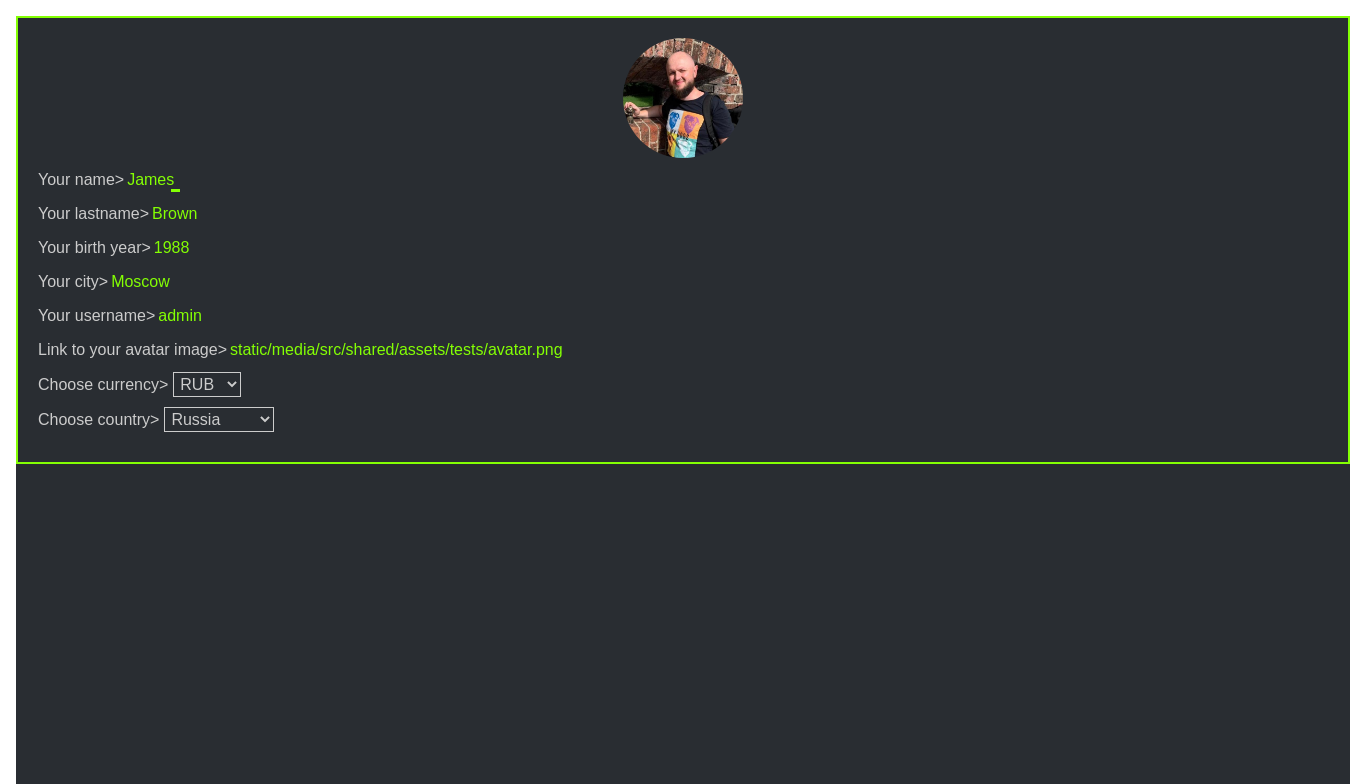 Your name> James_
Your lastname> Brown
Your birth year> 1988
Your city> Moscow
Your username> admin
Link to your avatar image> static/media/src/shared/assets/tests/avatar.png
Choose currency> RUB
Choose country> Russia